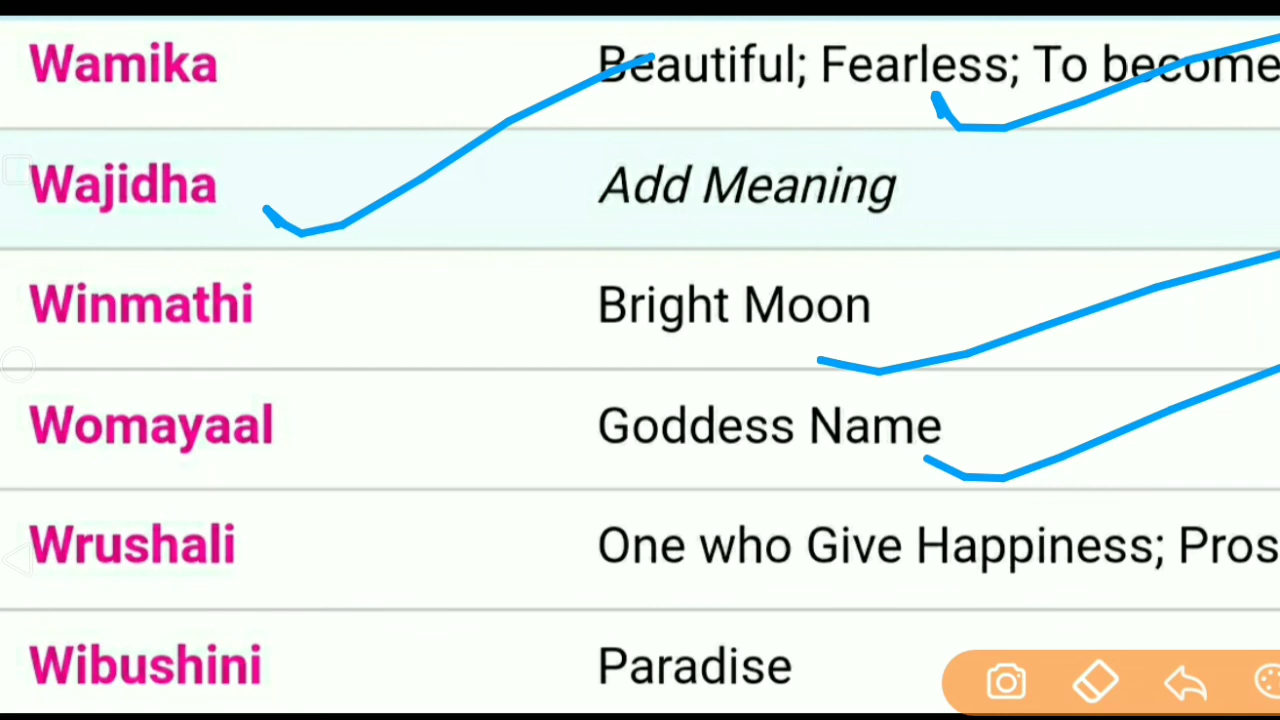 Wamika Beautiful; Fearless; To become
Wajidha Add Meaning
Winmathi Bright Moon
Womayaal Goddess Name
Wrushali One who Give Happiness; Pros
Wibushini Paradise